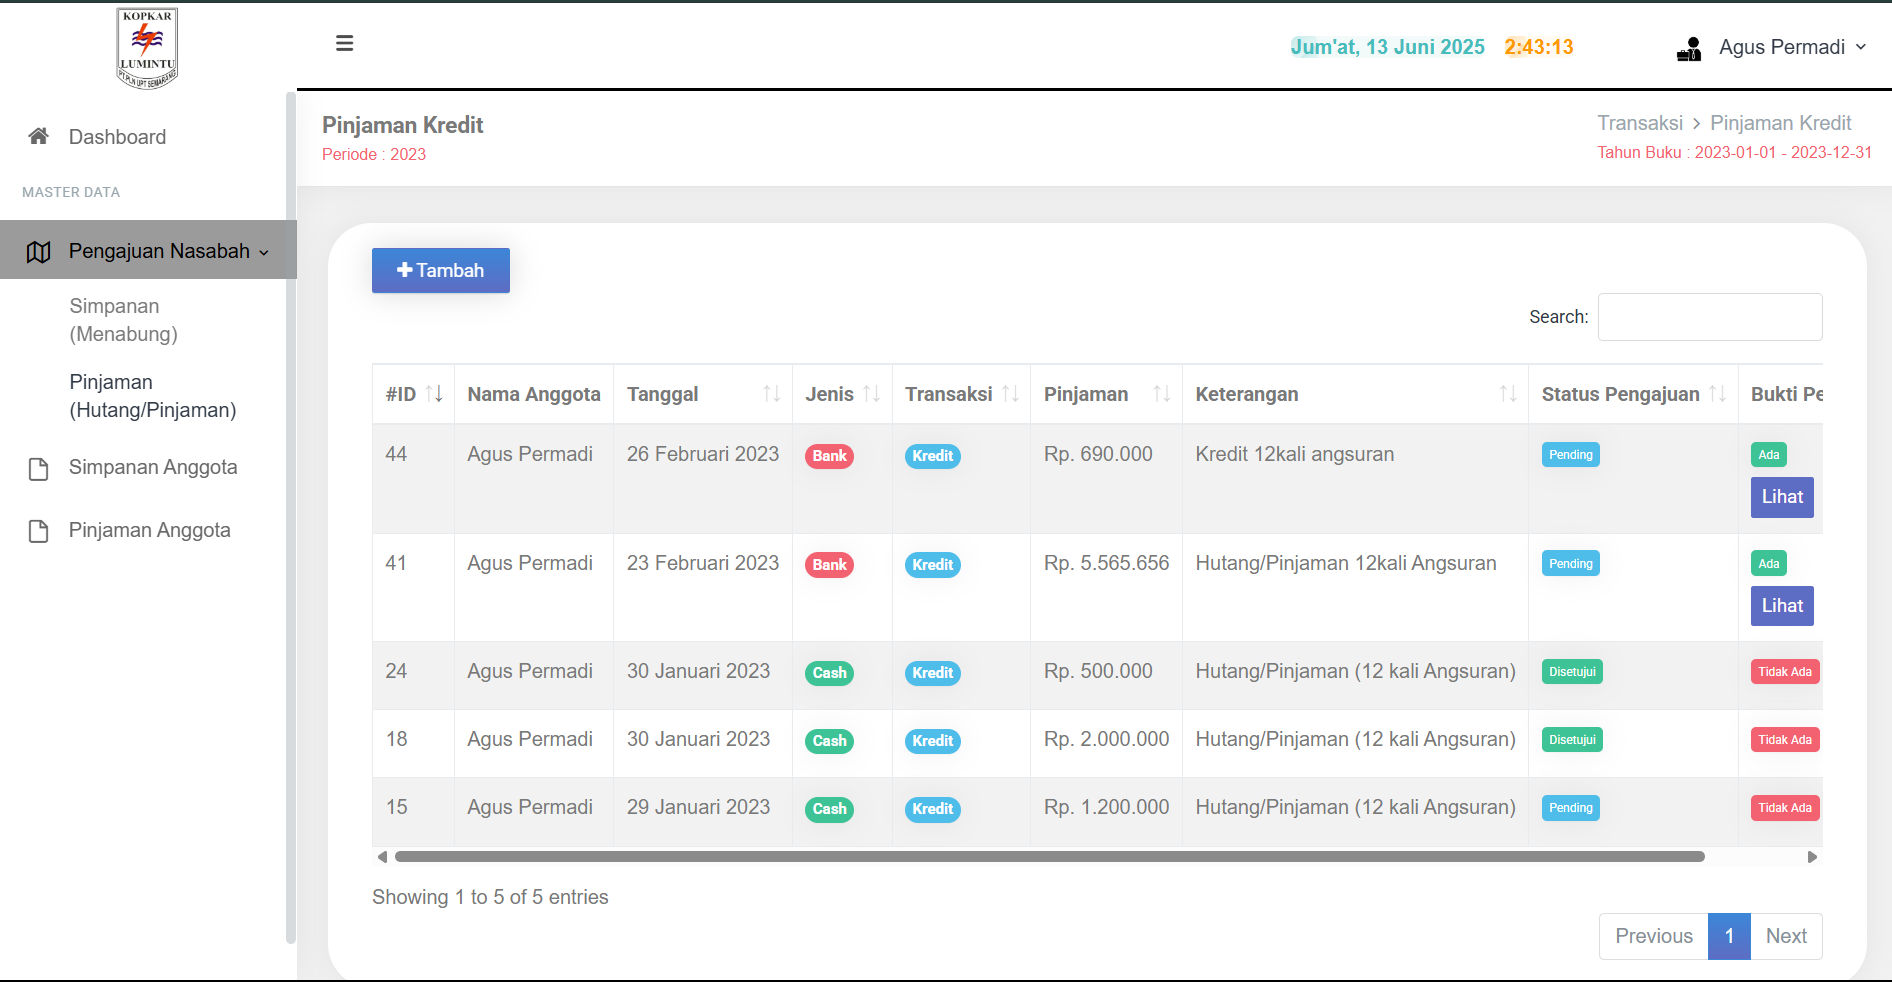 KOPKAR
LUMINTU
PT PLN UPT SEMARANG
Jum'at, 13 Juni 2025 2:43:13
Agus Permadi
Dashboard
MASTER DATA
Pengajuan Nasabah
Simpanan
(Menabung)
Pinjaman
(Hutang/Pinjaman)
Simpanan Anggota
Pinjaman Anggota
Pinjaman Kredit
Periode : 2023
Transaksi > Pinjaman Kredit
Tahun Buku : 2023-01-01 - 2023-12-31
+ Tambah
Search:
#ID Nama Anggota Tanggal Jenis Transaksi Pinjaman Keterangan Status Pengajuan Bukti Pe
44 Agus Permadi 26 Februari 2023 Bank Kredit Rp. 690.000 Kredit 12kali angsuran Pending Ada
Lihat
41 Agus Permadi 23 Februari 2023 Bank Kredit Rp. 5.565.656 Hutang/Pinjaman 12kali Angsuran Pending Ada
Lihat
24 Agus Permadi 30 Januari 2023 Cash Kredit Rp. 500.000 Hutang/Pinjaman (12 kali Angsuran) Disetujui Tidak Ada
18 Agus Permadi 30 Januari 2023 Cash Kredit Rp. 2.000.000 Hutang/Pinjaman (12 kali Angsuran) Disetujui Tidak Ada
15 Agus Permadi 29 Januari 2023 Cash Kredit Rp. 1.200.000 Hutang/Pinjaman (12 kali Angsuran) Pending Tidak Ada
Showing 1 to 5 of 5 entries
Previous 1 Next